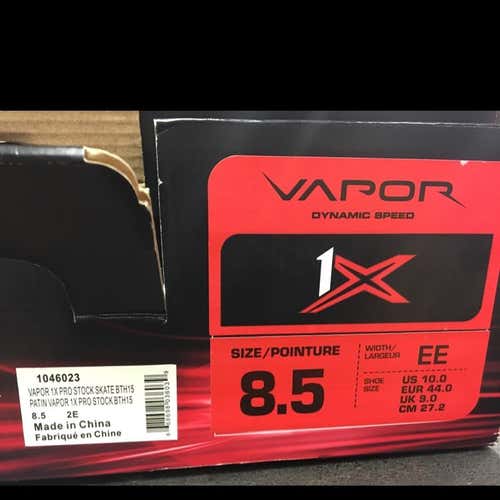 VAPOR
DYNAMIC SPEED
1X
SIZE/POINTURE
8.5
WIDTH/
LARGEUR
EE
SHOE
SIZE
US 10.0
EUR 44.0
UK 9.0
CM 27.2
1046023
VAPOR 1X PRO STOCK SKATE BTH15
PATIN VAPOR 1X PRO STOCK BTH15
8.5 2E
Made in China
Fabriqué en Chine